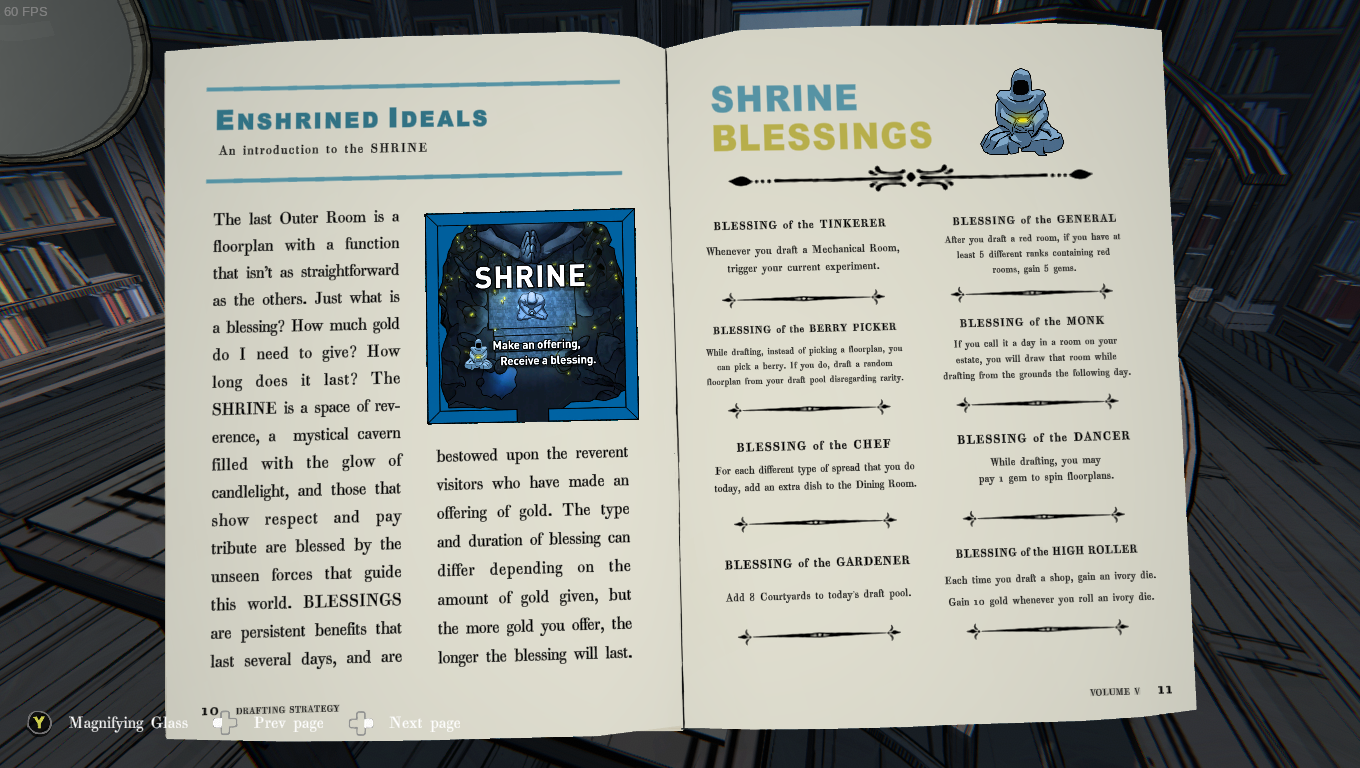 60 FPS
ENSHRINED IDEALS
An introduction to the SHRINE
The last Outer Room is a
floorplan with a function
that isn't as straightforward
as the others. Just what is
a blessing? How much gold
do I need to give? How
long does it last? The
SHRINE is a space of rev-
erence, a mystical cavern
filled with the glow of
candlelight, and those that
show respect and pay
tribute are blessed by the
unseen forces that guide
this world. BLESSINGS
are persistent benefits that
last several days, and are
SHRINE
Make an offering,
Receive a blessing.
bestowed upon the reverent
visitors who have made an
offering of gold. The type
and duration of blessing can
differ depending on the
amount of gold given, but
the more gold you offer, the
longer the blessing will last.
10 DRAFTING STRATEGY
SHRINE
BLESSINGS
BLESSING of the TINKERER
Whenever you draft a Mechanical Room,
trigger your current experiment.
BLESSING of the BERRY PICKER
While drafting, instead of picking a floorplan, you
can pick a berry. If you do, draft a random
floorplan from your draft pool disregarding rarity.
BLESSING of the CHEF
For each different type of spread that you do
today, add an extra dish to the Dining Room.
BLESSING of the GARDENER
Add 8 Courtyards to today's draft pool.
BLESSING of the GENERAL
After you draft a red room, if you have at
least 5 different ranks containing red
rooms, gain 5 gems.
BLESSING of the MONK
If you call it a day in a room on your
estate, you will draw that room while
drafting from the grounds the following day.
BLESSING of the DANCER
While drafting, you may
pay 1 gem to spin floorplans.
BLESSING of the HIGH ROLLER
Each time you draft a shop, gain an ivory die.
Gain 10 gold whenever you roll an ivory die.
VOLUME V 11
Y Magnifying Glass Prev page Next page